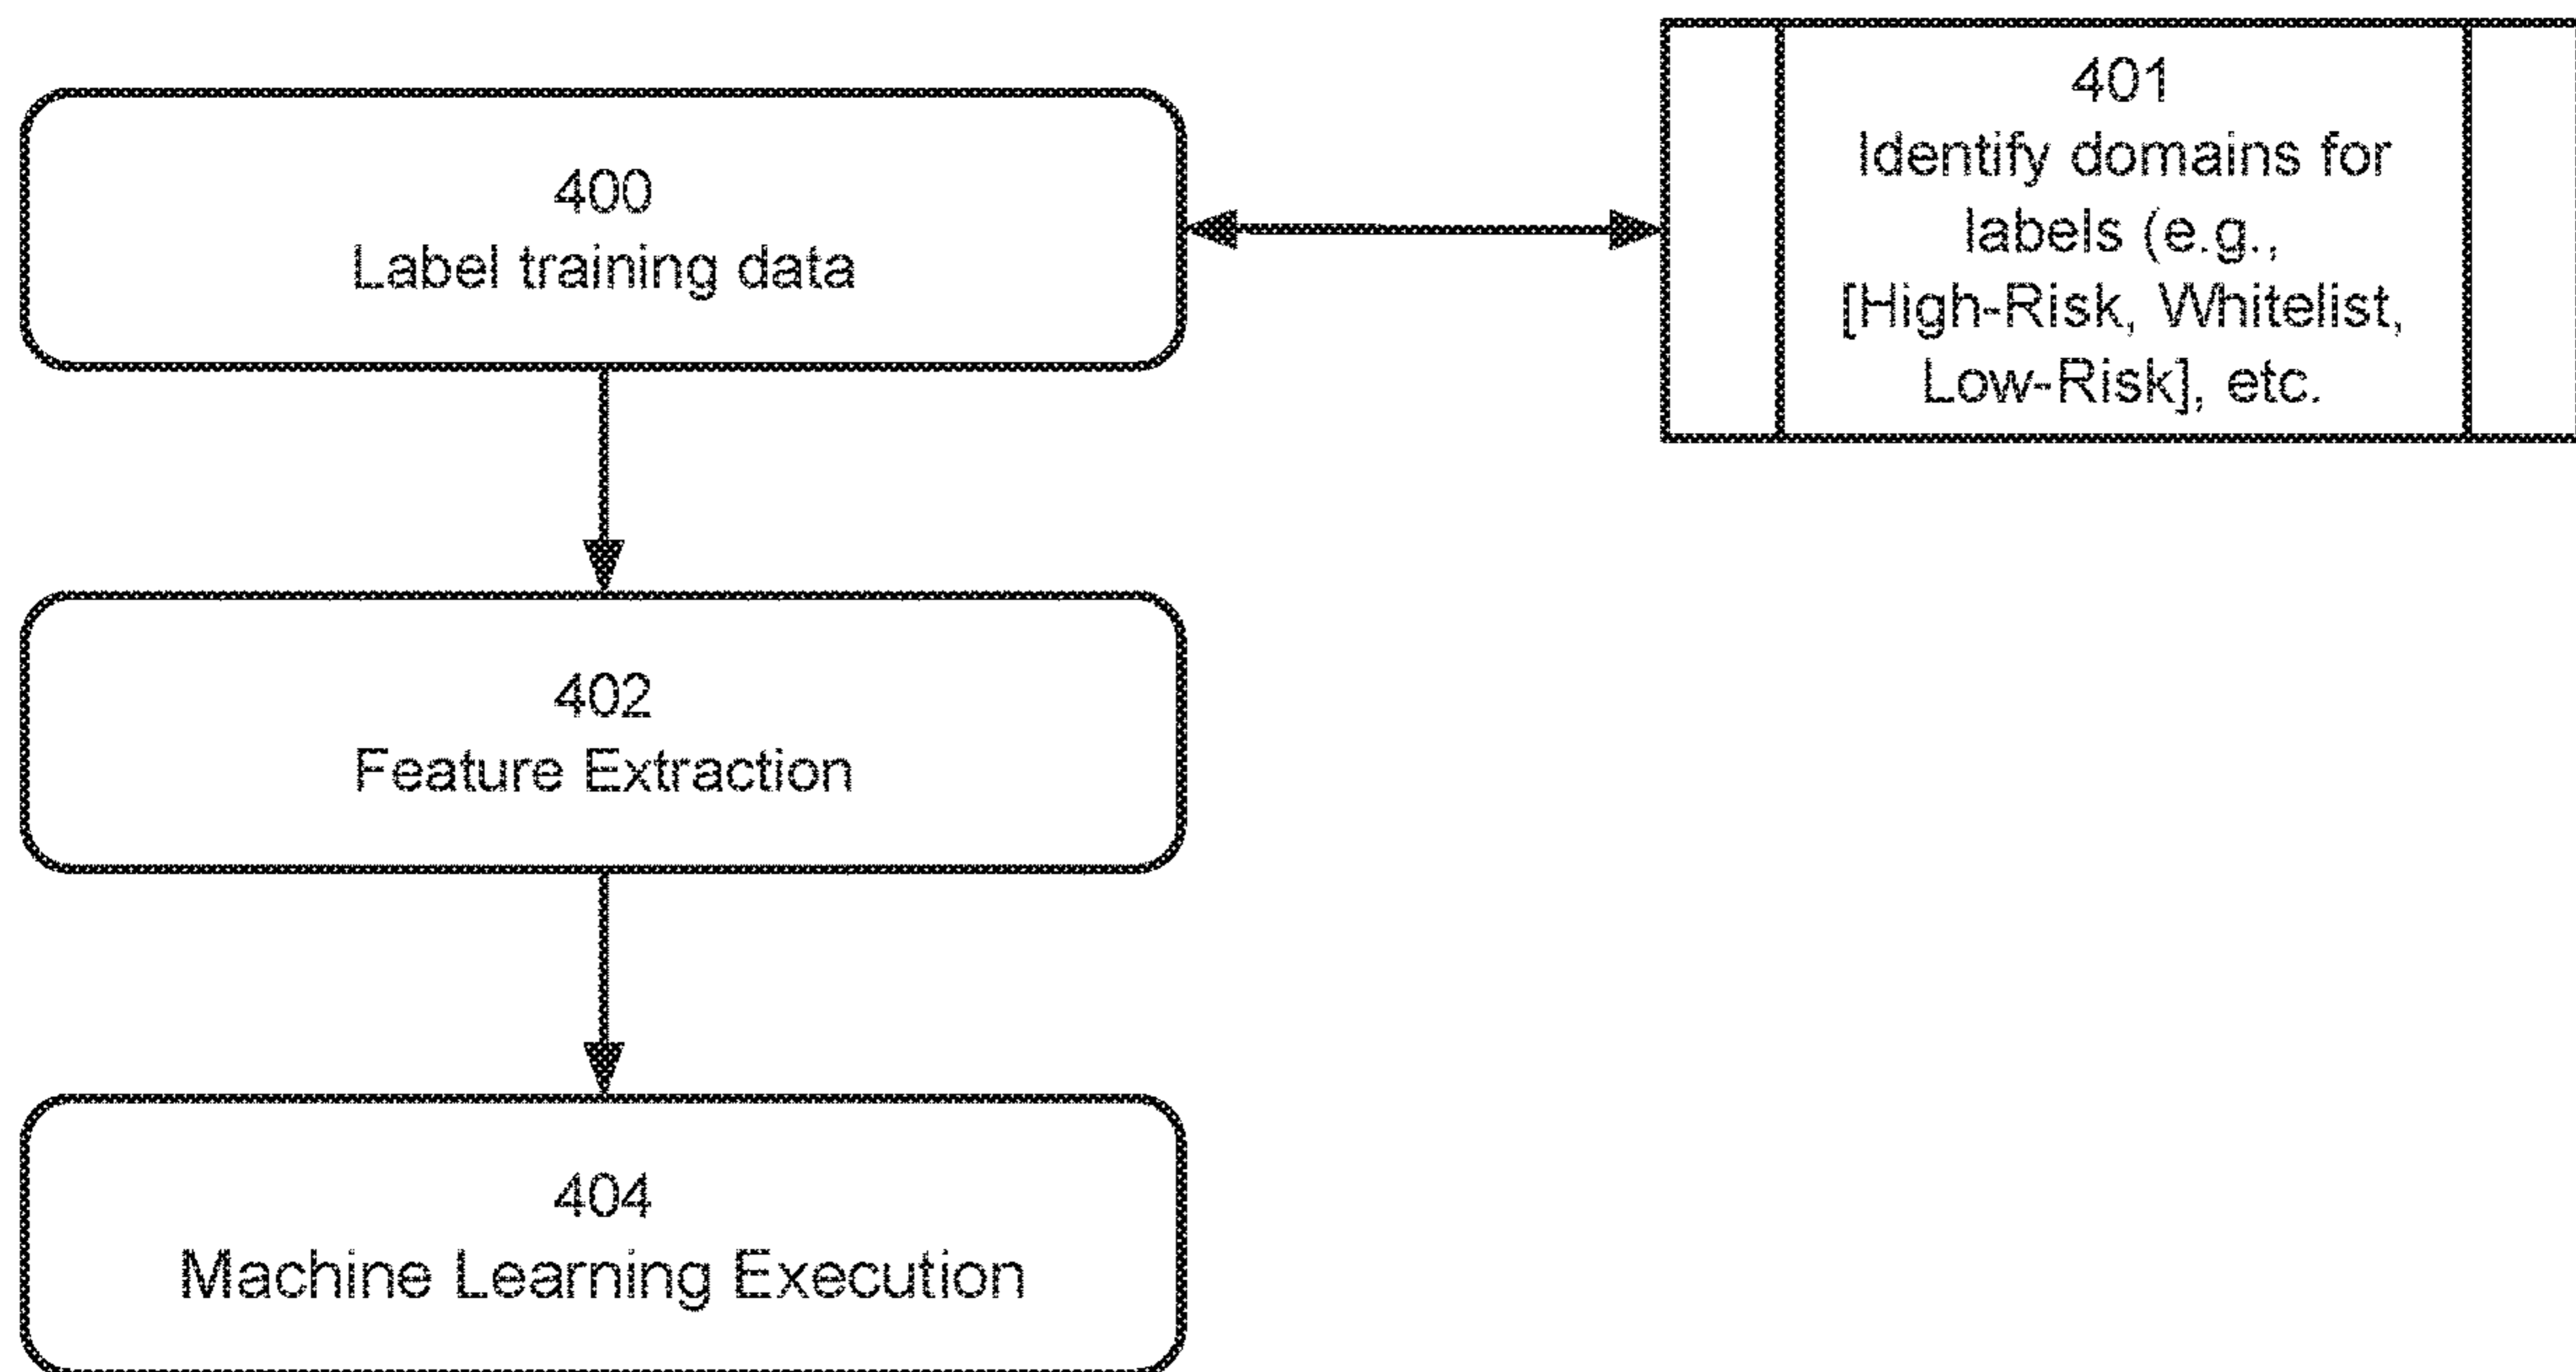 400
Label training data
401
Identify domains for
labels (e.g.,
[High-Risk, Whitelist,
Low-Risk], etc.
402
Feature Extraction
404
Machine Learning Execution